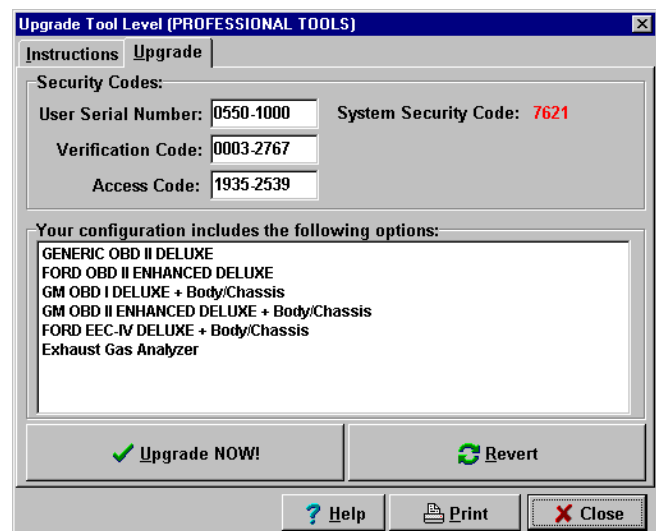 Upgrade Tool Level (PROFESSIONAL TOOLS)
Instructions Upgrade
Security Codes:
User Serial Number: 0550-1000 System Security Code: 7621
Verification Code: 0003-2767
Access Code: 1935-2539
Your configuration includes the following options:
GENERIC OBD II DELUXE
FORD OBD II ENHANCED DELUXE
GM OBD I DELUXE + Body/Chassis
GM OBD II ENHANCED DELUXE + Body/Chassis
FORD EEC-IV DELUXE + Body/Chassis
Exhaust Gas Analyzer
Upgrade NOW! Revert
? Help Print Close